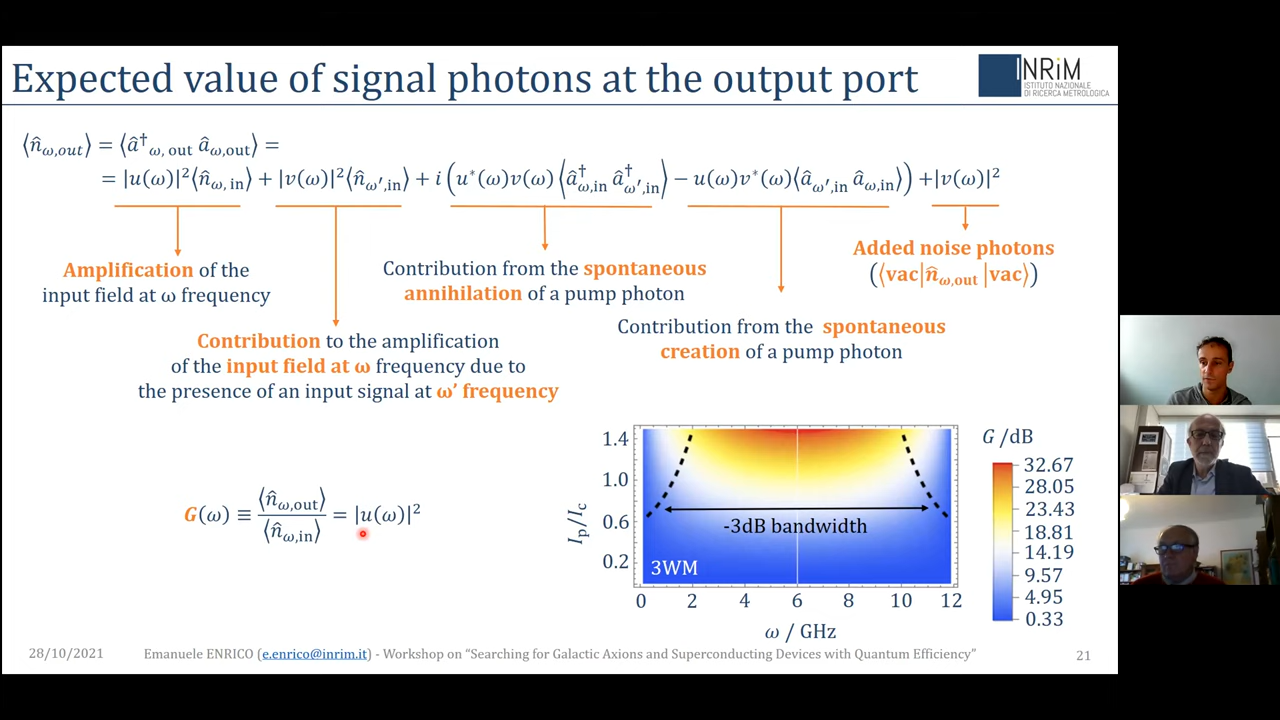 Expected value of signal photons at the output port
INRiM
ISTITUTO NAZIONALE
DI RICERCA METROLOGICA
⟨n̂ω,out⟩ = ⟨â†ω, out âω,out⟩ =
= |u(ω)|²⟨n̂ω, in⟩ + |v(ω)|²⟨n̂ω′,in⟩ + i (u*(ω)v(ω) ⟨â†ω,in â†ω′,in⟩ − u(ω)v*(ω)⟨âω′,in âω,in⟩) +|v(ω)|²
Amplification of the
input field at ω frequency
Contribution to the amplification
of the input field at ω frequency due to
the presence of an input signal at ω’ frequency
Contribution from the spontaneous
annihilation of a pump photon
Contribution from the spontaneous
creation of a pump photon
Added noise photons
(⟨vac|n̂ω,out |vac⟩)
G(ω) ≡ ⟨n̂ω,out⟩ / ⟨n̂ω,in⟩ = |u(ω)|²
Ip/Ic
1.4
1.0
0.6
0.2
-3dB bandwidth
3WM
0 2 4 6 8 10 12
ω / GHz
G /dB
32.67
28.05
23.43
18.81
14.19
9.57
4.95
0.33
28/10/2021
Emanuele ENRICO (e.enrico@inrim.it) - Workshop on “Searching for Galactic Axions and Superconducting Devices with Quantum Efficiency”
21